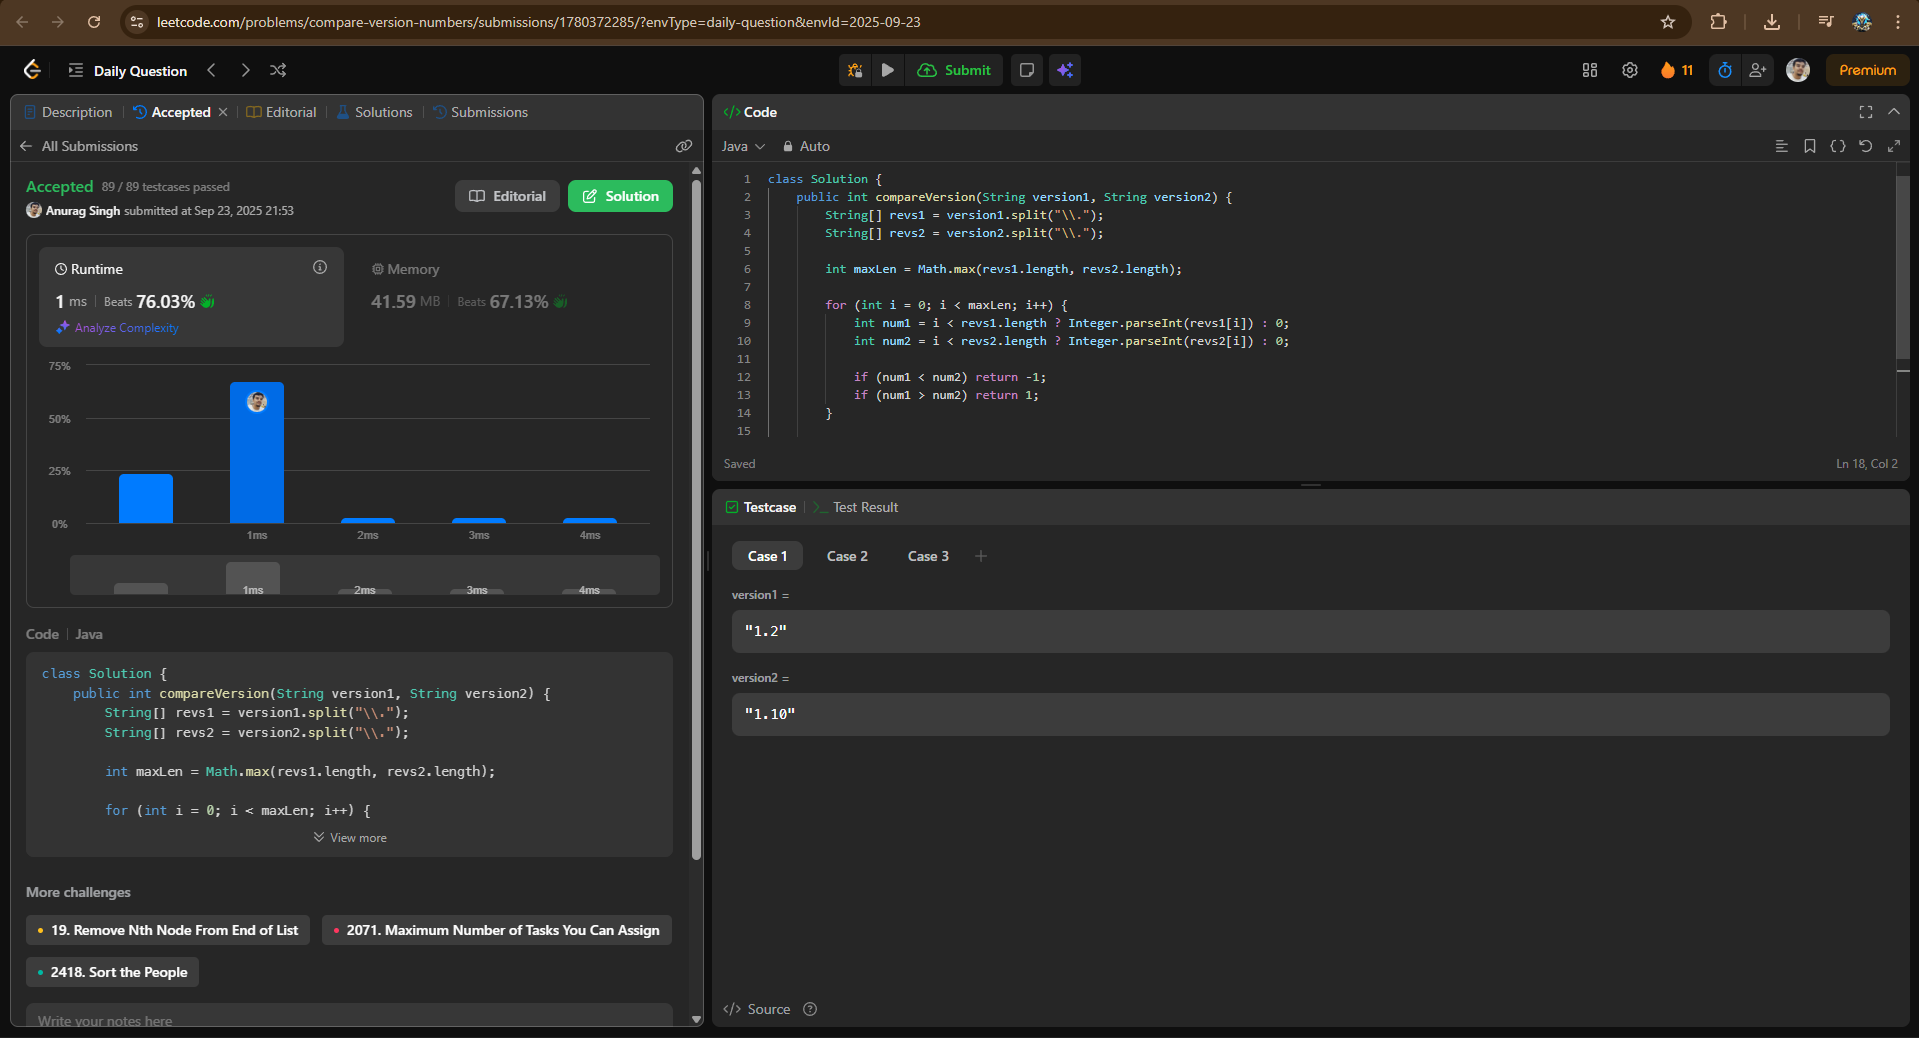 leetcode.com/problems/compare-version-numbers/submissions/1780372285/?envType=daily-question&envId=2025-09-23
Daily Question
Submit
11
Premium
Description
Accepted
Editorial
Solutions
Submissions
All Submissions
Accepted 89 / 89 testcases passed
Anurag Singh submitted at Sep 23, 2025 21:53
Editorial
Solution
Runtime
1 ms Beats 76.03%
Analyze Complexity
Memory
41.59 MB Beats 67.13%
75%
50%
25%
0%
1ms
2ms
3ms
4ms
1ms
2ms
3ms
4ms
Code Java
class Solution {
public int compareVersion(String version1, String version2) {
String[] revs1 = version1.split("\\.");
String[] revs2 = version2.split("\\.");
int maxLen = Math.max(revs1.length, revs2.length);
for (int i = 0; i < maxLen; i++) {
View more
More challenges
19. Remove Nth Node From End of List
2071. Maximum Number of Tasks You Can Assign
2418. Sort the People
Write your notes here
</> Code
Java
Auto
1 class Solution {
2 public int compareVersion(String version1, String version2) {
3 String[] revs1 = version1.split("\\.");
4 String[] revs2 = version2.split("\\.");
5
6 int maxLen = Math.max(revs1.length, revs2.length);
7
8 for (int i = 0; i < maxLen; i++) {
9 int num1 = i < revs1.length ? Integer.parseInt(revs1[i]) : 0;
10 int num2 = i < revs2.length ? Integer.parseInt(revs2[i]) : 0;
11
12 if (num1 < num2) return -1;
13 if (num1 > num2) return 1;
14 }
15
Saved
Ln 18, Col 2
Testcase
Test Result
Case 1
Case 2
Case 3
version1 =
"1.2"
version2 =
"1.10"
</> Source